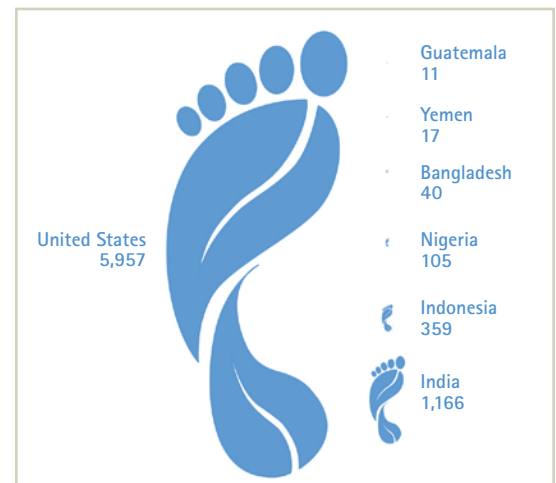 Guatemala
11
Yemen
17
Bangladesh
40
United States
5,957
Nigeria
105
Indonesia
359
India
1,166